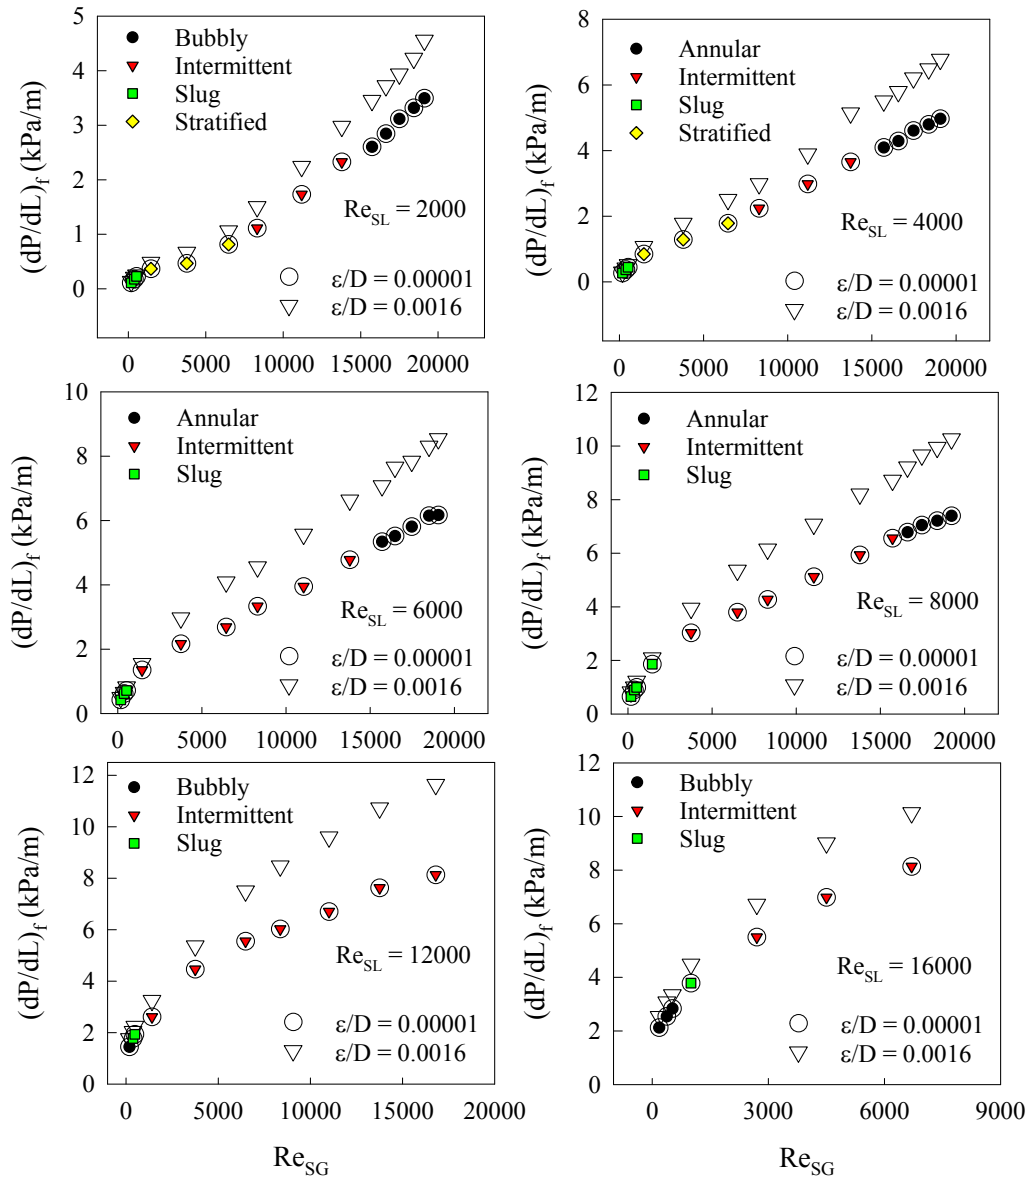 (dP/dL)f (kPa/m)
5
4
3
2
1
0
Bubbly
Intermittent
Slug
Stratified
ReSL = 2000
ε/D = 0.00001
ε/D = 0.0016
0 5000 10000 15000 20000
(dP/dL)f (kPa/m)
8
6
4
2
0
Annular
Intermittent
Slug
Stratified
ReSL = 4000
ε/D = 0.00001
ε/D = 0.0016
0 5000 10000 15000 20000
(dP/dL)f (kPa/m)
10
8
6
4
2
0
Annular
Intermittent
Slug
ReSL = 6000
ε/D = 0.00001
ε/D = 0.0016
0 5000 10000 15000 20000
(dP/dL)f (kPa/m)
12
10
8
6
4
2
0
Annular
Intermittent
Slug
ReSL = 8000
ε/D = 0.00001
ε/D = 0.0016
0 5000 10000 15000 20000
((dP/dL)f (kPa/m)
12
10
8
6
4
2
0
Bubbly
Intermittent
Slug
ReSL = 12000
ε/D = 0.00001
ε/D = 0.0016
0 5000 10000 15000 20000
ReSG
((dP/dL)f (kPa/m)
12
10
8
6
4
2
0
Bubbly
Intermittent
Slug
ReSL = 16000
ε/D = 0.00001
ε/D = 0.0016
0 3000 6000 9000
ReSG